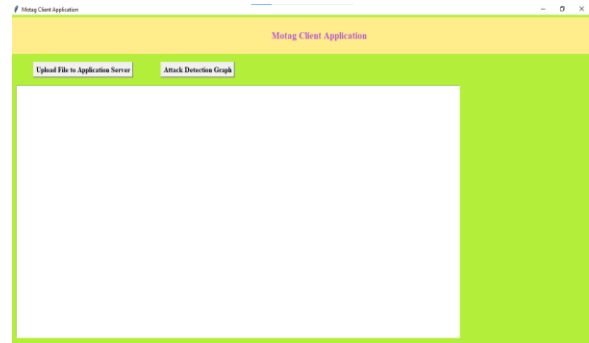 Motag Client Application
Motag Client Application
Upload File to Application Server Attack Detection Graph